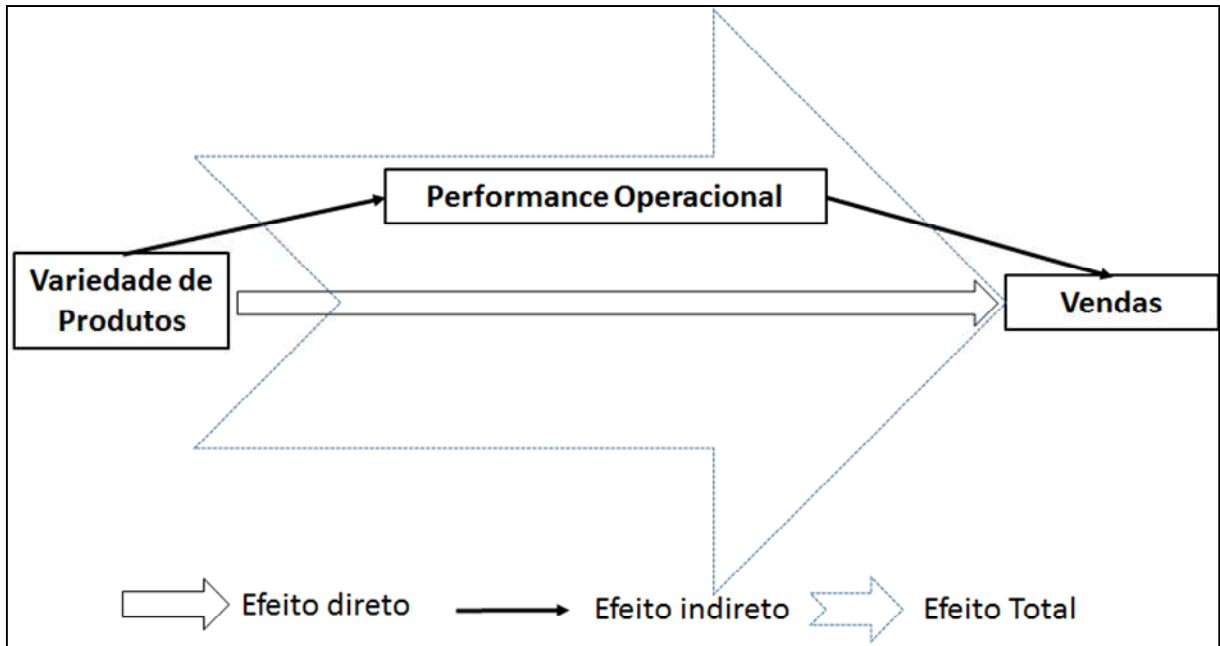 Performance Operacional
Variedade de
Produtos
Vendas
Efeito direto
Efeito indireto
Efeito Total